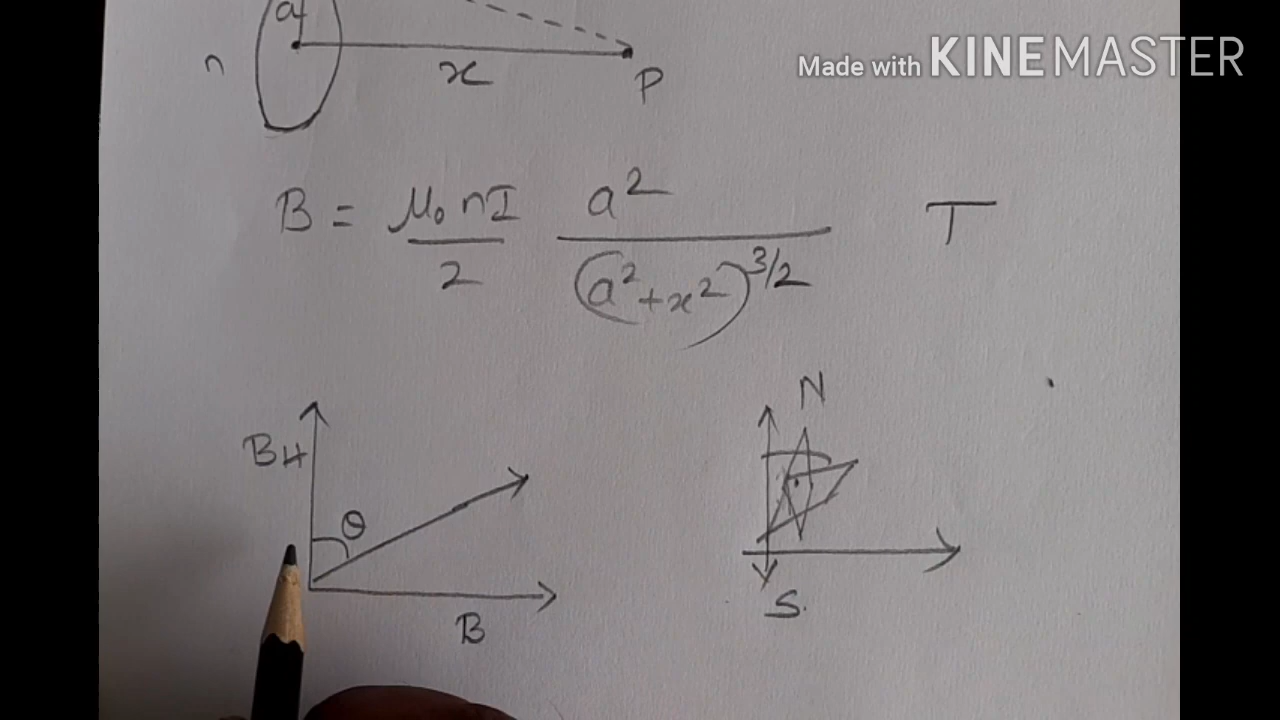 Made with KINEMASTER
a
n
x
P
B = μ₀nI/2 a²/(a²+x²)^3/2 T
N
BH
θ
S.
B